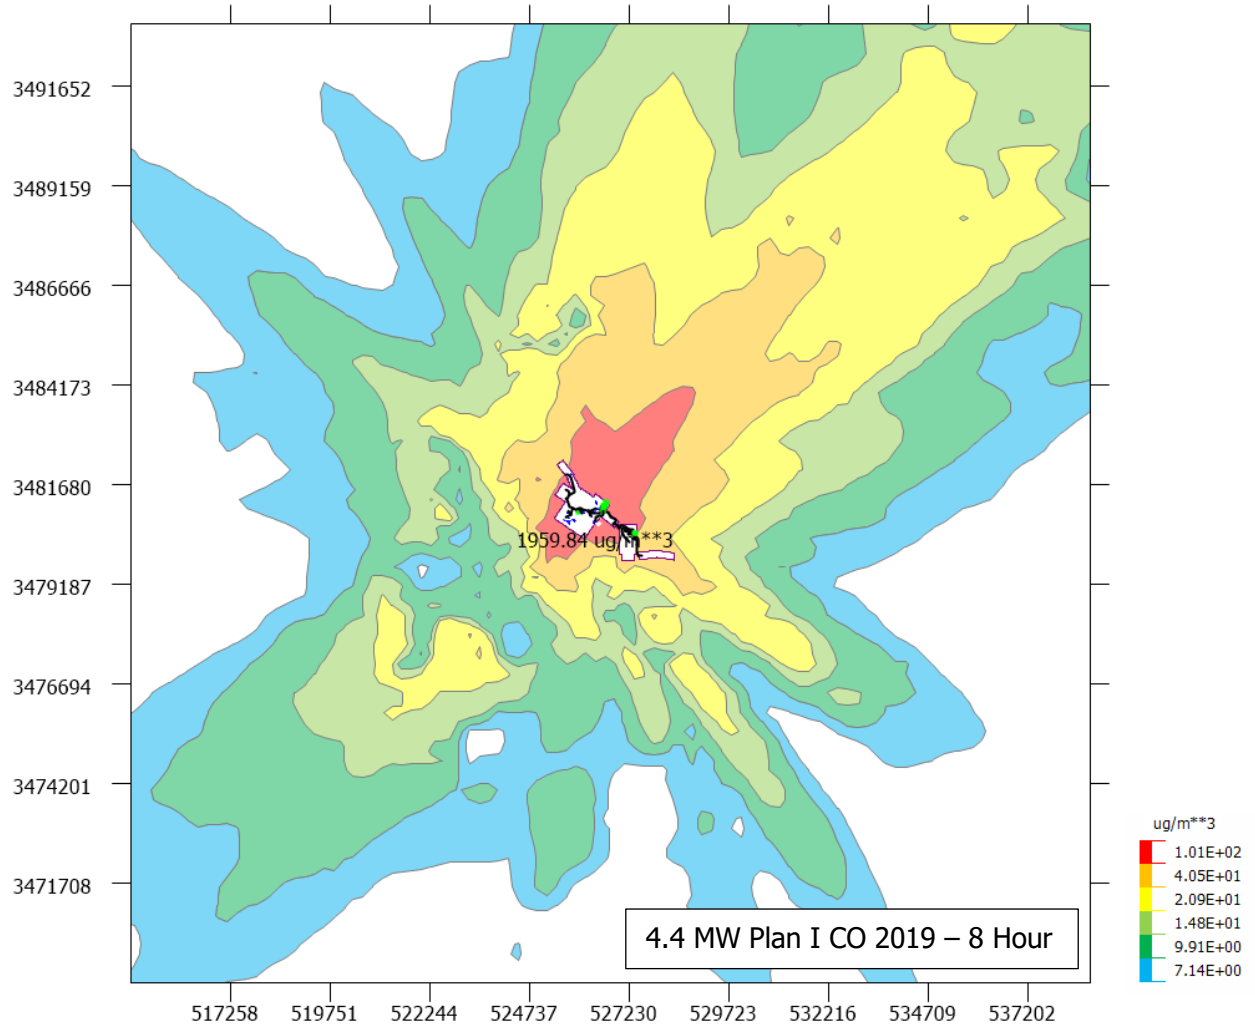 3491652
3489159
3486666
3484173
3481680
3479187
3476694
3474201
3471708
1959.84 ug/m**3
4.4 MW Plan I CO 2019 – 8 Hour
517258 519751 522244 524737 527230 529723 532216 534709 537202
ug/m**3
1.01E+02
4.05E+01
2.09E+01
1.48E+01
9.91E+00
7.14E+00